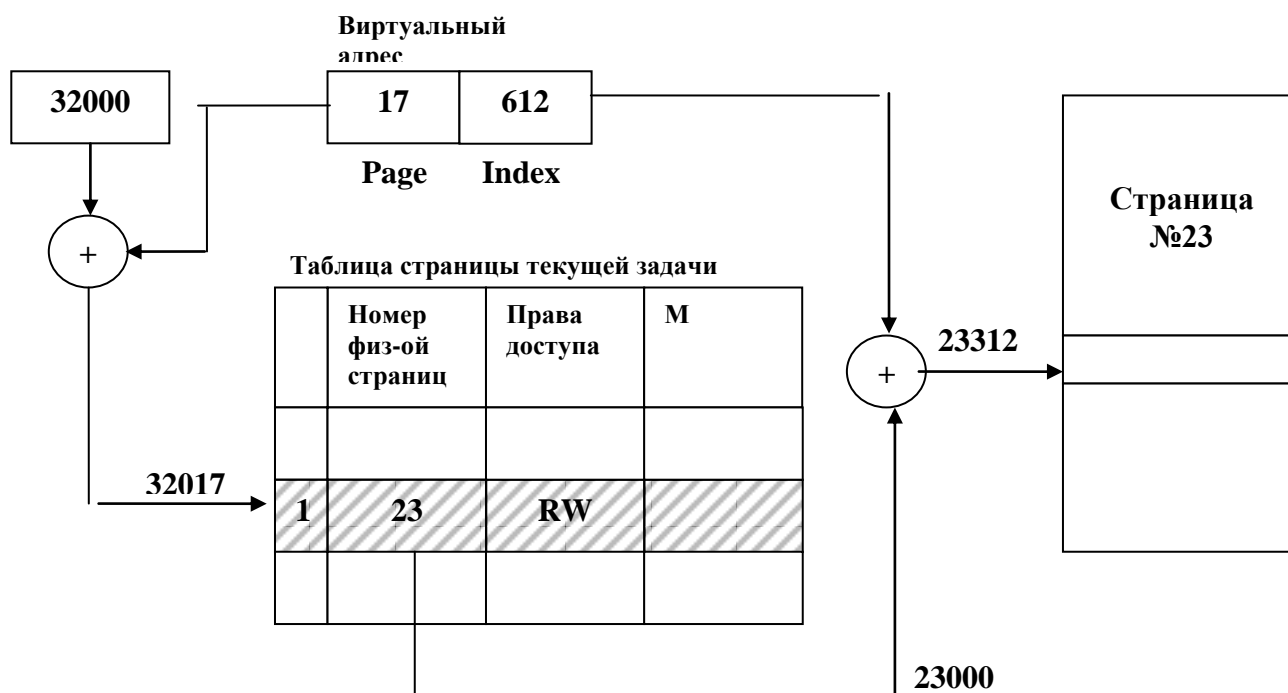 Виртуальный
адрес
32000
17 612
Page Index
+
Таблица страницы текущей задачи
Номер
физ-ой
страниц
Права
доступа
М
32017
1 23 RW
+
23312
23000
Страница
№23